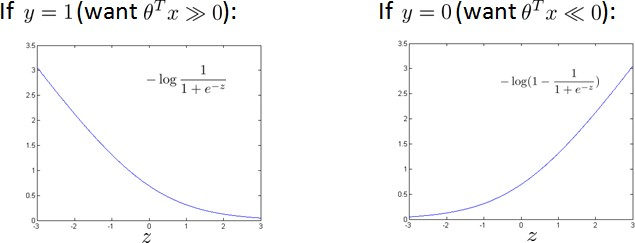 If y = 1 (want θ^T x ≫ 0):
3.5
3
2.5
2
1.5
1
0.5
0
-3 -2 -1 0 1 2 3
z
−log 1/(1 + e^{−z})
If y = 0 (want θ^T x ≪ 0):
3.5
3
2.5
2
1.5
1
0.5
0
-3 -2 -1 0 1 2 3
z
−log(1 − 1/(1 + e^{−z}))